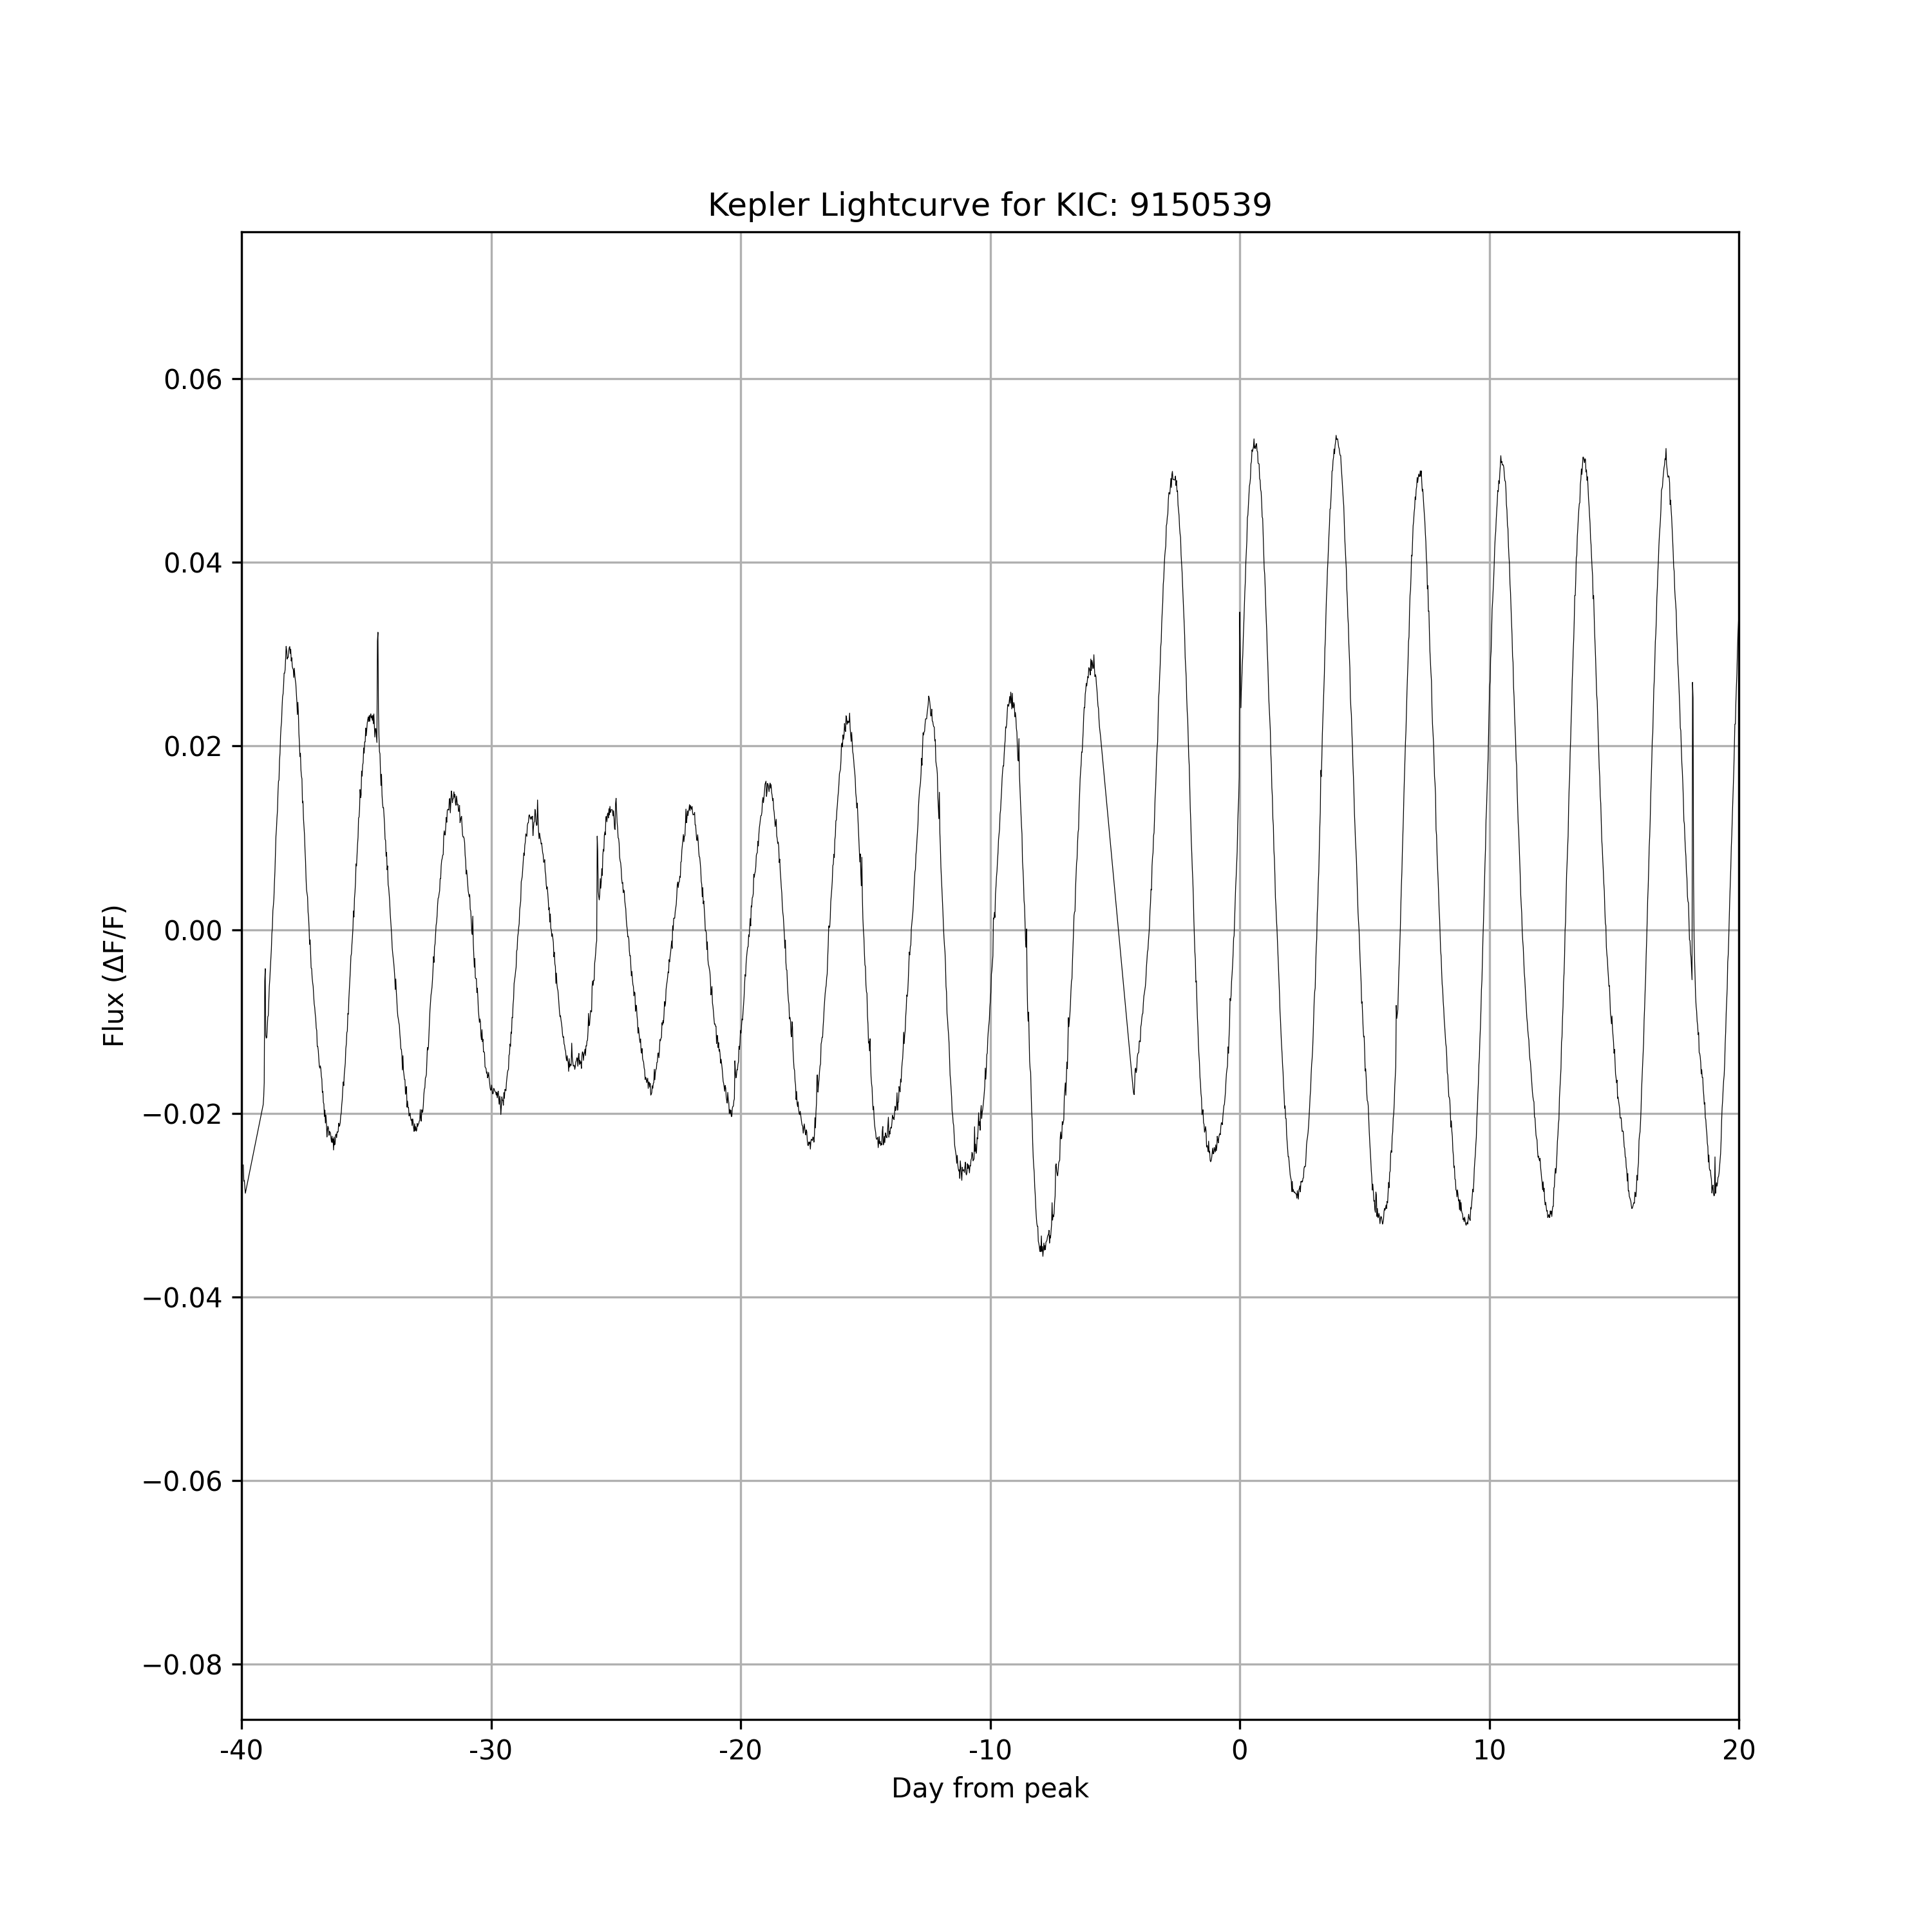 Kepler Lightcurve for KIC: 9150539
Flux (ΔF/F)
0.06
0.04
0.02
0.00
−0.02
−0.04
−0.06
−0.08
-40 -30 -20 -10 0 10 20
Day from peak